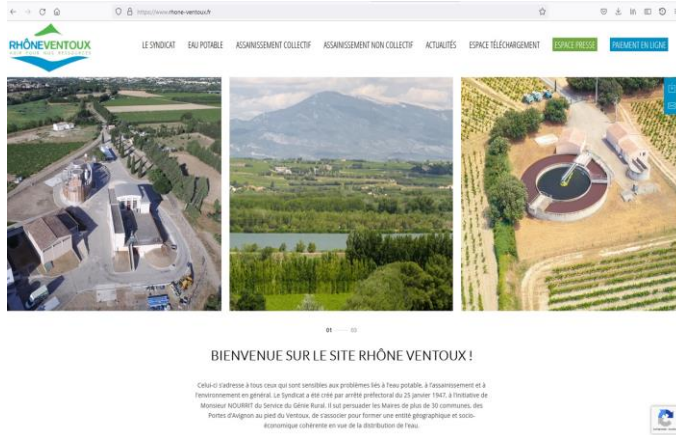 https://www.rhone-ventoux.fr
RHÔNEVENTOUX
LE SYNDICAT EAU POTABLE ASSAINISSEMENT COLLECTIF ASSAINISSEMENT NON COLLECTIF ACTUALITÉS ESPACE TÉLÉCHARGEMENT ESPACE PRESSE PAIEMENT EN LIGNE
01
BIENVENUE SUR LE SITE RHÔNE VENTOUX !
Celui-ci s'adresse à tous ceux qui sont sensibles aux problèmes liés à l'eau potable, à l'assainissement et à
l'environnement en général. Le Syndicat a été créé par arrêté préfectoral du 25 janvier 1947, à l'initiative de
Monsieur NOURRIT du Service du Génie Rural. Il sut persuader les Maires de plus de 30 communes, des
Portes d'Avignon au pied du Ventoux, de s'associer pour former une entité géographique et socio-
économique cohérente en vue de la distribution de l'eau.